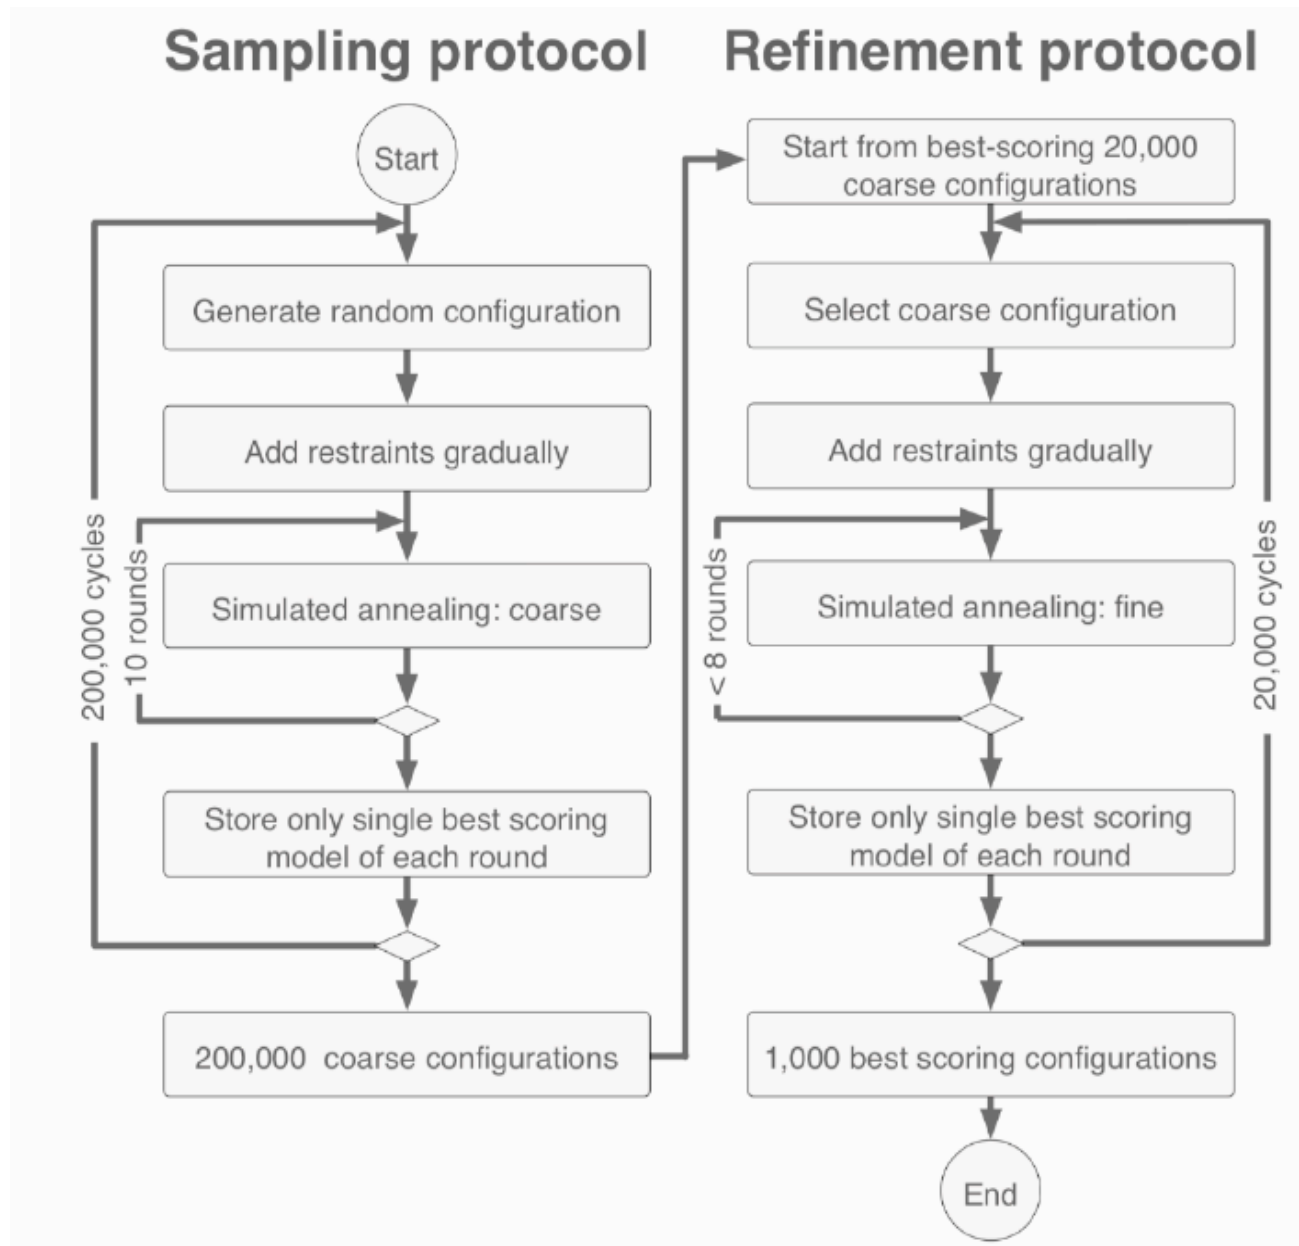 Sampling protocol
Start
Generate random configuration
Add restraints gradually
200,000 cycles
10 rounds
Simulated annealing: coarse
Store only single best scoring
model of each round
200,000 coarse configurations
Refinement protocol
Start from best-scoring 20,000
coarse configurations
Select coarse configuration
Add restraints gradually
< 8 rounds
Simulated annealing: fine
20,000 cycles
Store only single best scoring
model of each round
1,000 best scoring configurations
End